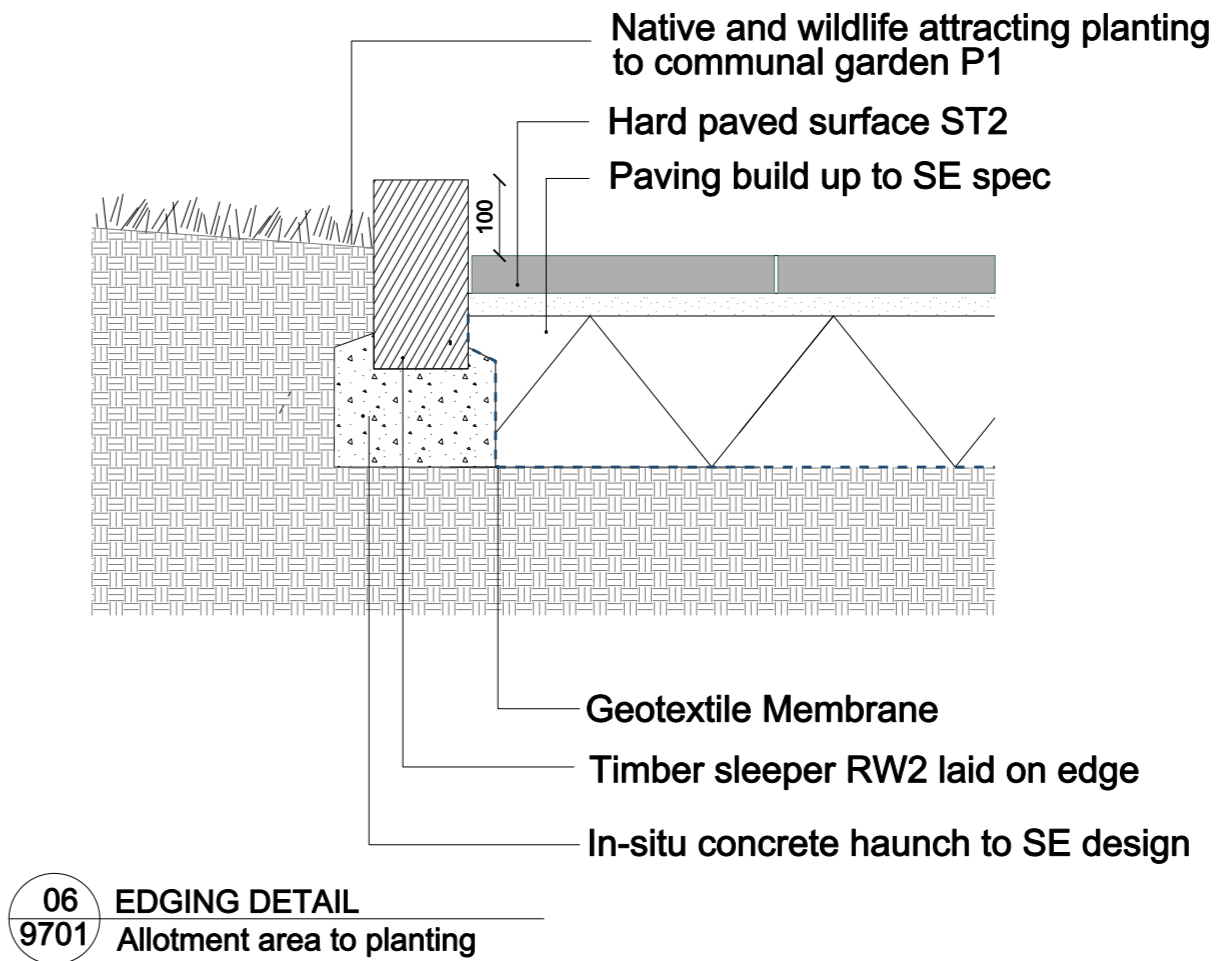 Native and wildlife attracting planting
to communal garden P1
Hard paved surface ST2
Paving build up to SE spec
100
Geotextile Membrane
Timber sleeper RW2 laid on edge
In-situ concrete haunch to SE design
06
9701
EDGING DETAIL
Allotment area to planting